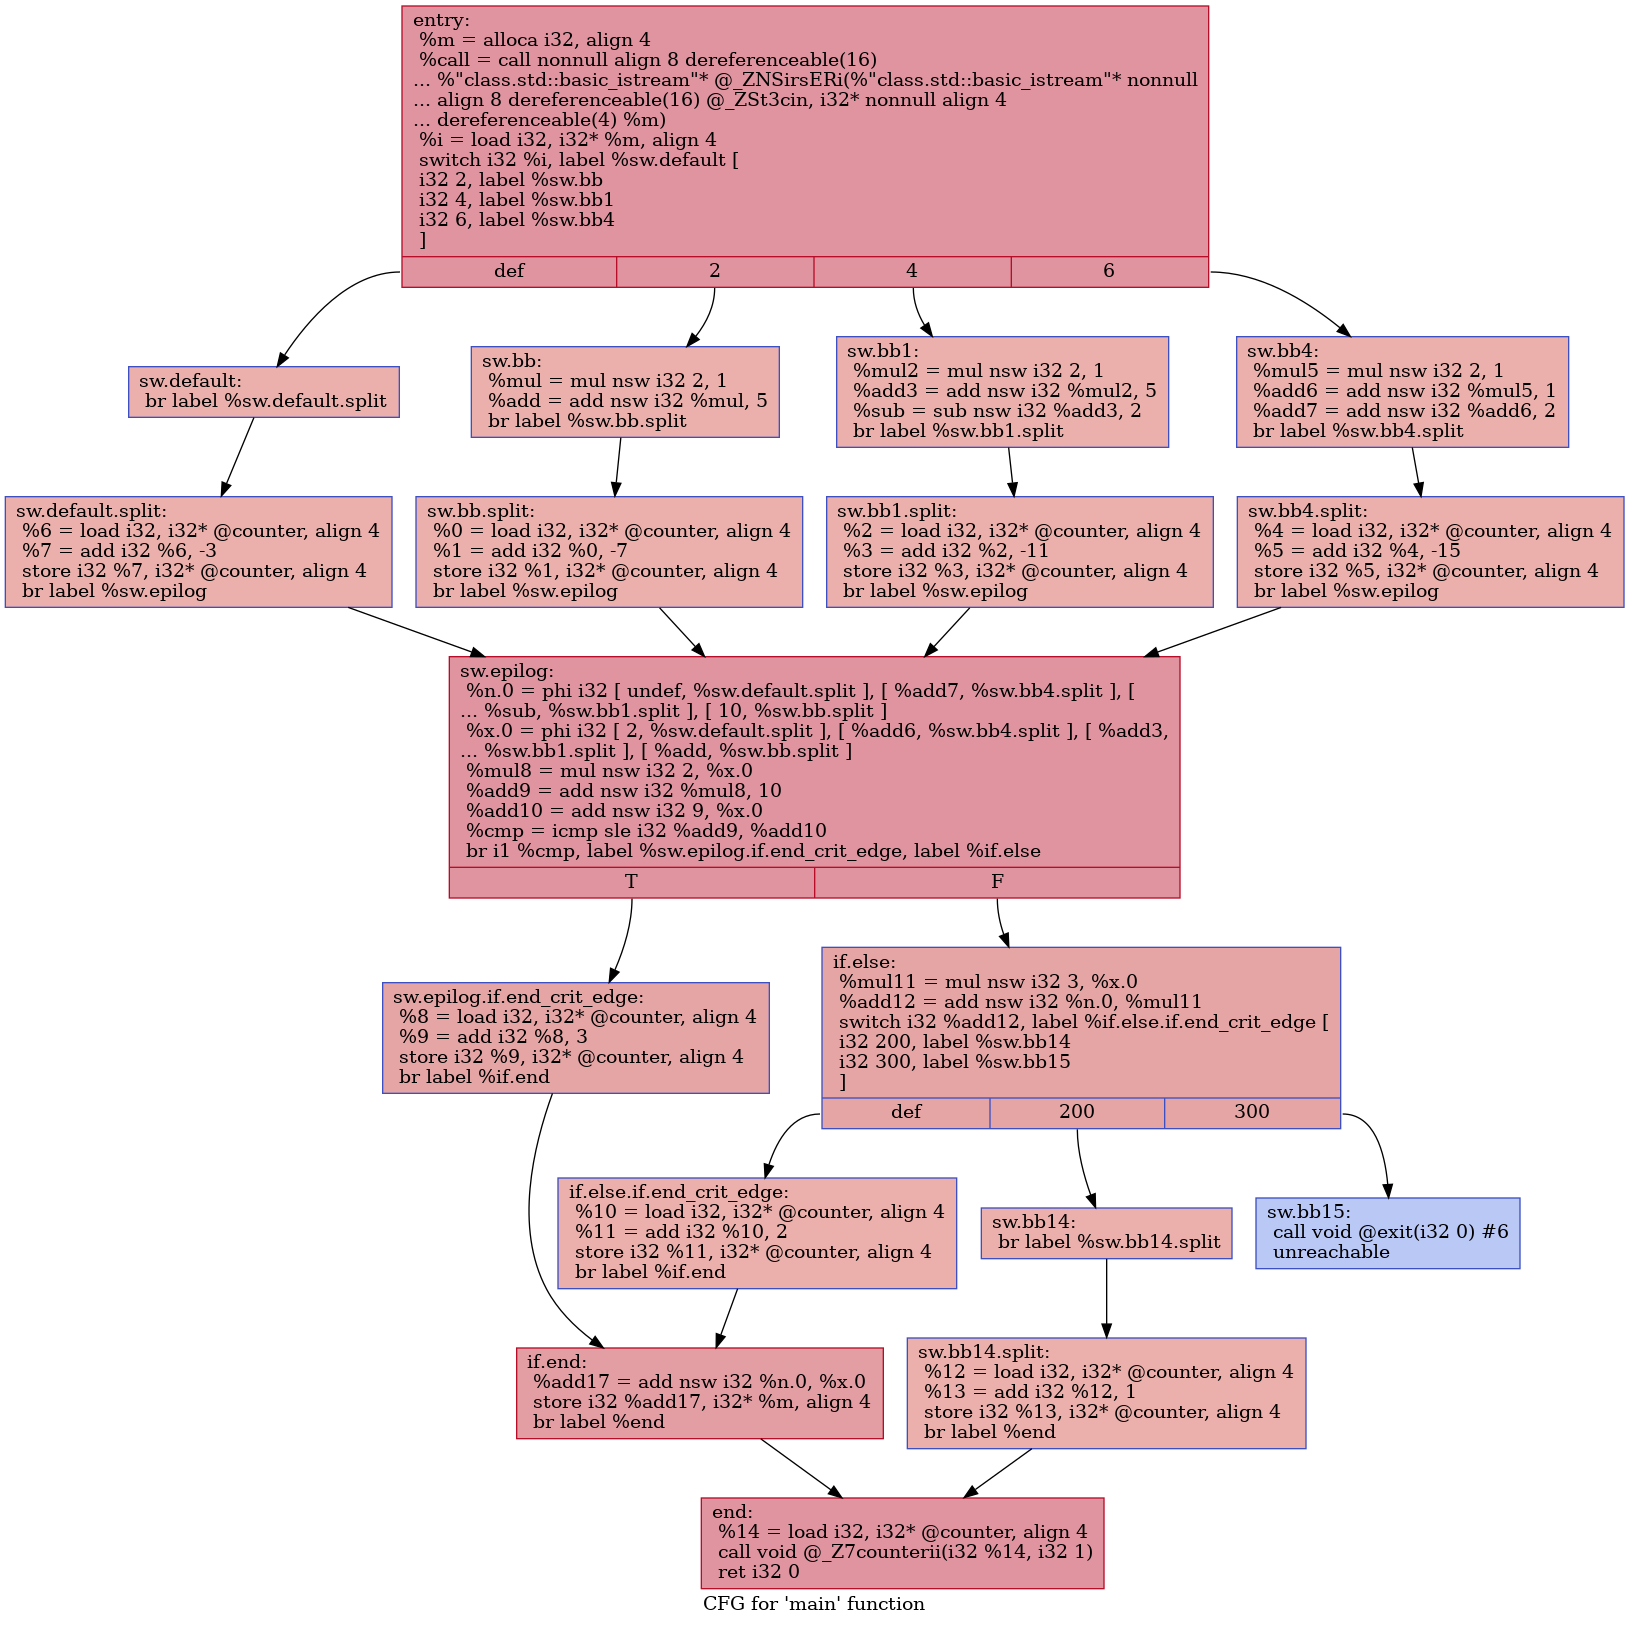 entry:
%m = alloca i32, align 4
%call = call nonnull align 8 dereferenceable(16)
... %"class.std::basic_istream"* @_ZNSirsERi(%"class.std::basic_istream"* nonnull
... align 8 dereferenceable(16) @_ZSt3cin, i32* nonnull align 4
... dereferenceable(4) %m)
%i = load i32, i32* %m, align 4
switch i32 %i, label %sw.default [
i32 2, label %sw.bb
i32 4, label %sw.bb1
i32 6, label %sw.bb4
]
def 2 4 6
sw.default:
br label %sw.default.split
sw.bb:
%mul = mul nsw i32 2, 1
%add = add nsw i32 %mul, 5
br label %sw.bb.split
sw.bb1:
%mul2 = mul nsw i32 2, 1
%add3 = add nsw i32 %mul2, 5
%sub = sub nsw i32 %add3, 2
br label %sw.bb1.split
sw.bb4:
%mul5 = mul nsw i32 2, 1
%add6 = add nsw i32 %mul5, 1
%add7 = add nsw i32 %add6, 2
br label %sw.bb4.split
sw.default.split:
%6 = load i32, i32* @counter, align 4
%7 = add i32 %6, -3
store i32 %7, i32* @counter, align 4
br label %sw.epilog
sw.bb.split:
%0 = load i32, i32* @counter, align 4
%1 = add i32 %0, -7
store i32 %1, i32* @counter, align 4
br label %sw.epilog
sw.bb1.split:
%2 = load i32, i32* @counter, align 4
%3 = add i32 %2, -11
store i32 %3, i32* @counter, align 4
br label %sw.epilog
sw.bb4.split:
%4 = load i32, i32* @counter, align 4
%5 = add i32 %4, -15
store i32 %5, i32* @counter, align 4
br label %sw.epilog
sw.epilog:
%n.0 = phi i32 [ undef, %sw.default.split ], [ %add7, %sw.bb4.split ], [
... %sub, %sw.bb1.split ], [ 10, %sw.bb.split ]
%x.0 = phi i32 [ 2, %sw.default.split ], [ %add6, %sw.bb4.split ], [ %add3,
... %sw.bb1.split ], [ %add, %sw.bb.split ]
%mul8 = mul nsw i32 2, %x.0
%add9 = add nsw i32 %mul8, 10
%add10 = add nsw i32 9, %x.0
%cmp = icmp sle i32 %add9, %add10
br i1 %cmp, label %sw.epilog.if.end_crit_edge, label %if.else
T F
sw.epilog.if.end_crit_edge:
%8 = load i32, i32* @counter, align 4
%9 = add i32 %8, 3
store i32 %9, i32* @counter, align 4
br label %if.end
if.else:
%mul11 = mul nsw i32 3, %x.0
%add12 = add nsw i32 %n.0, %mul11
switch i32 %add12, label %if.else.if.end_crit_edge [
i32 200, label %sw.bb14
i32 300, label %sw.bb15
]
def 200 300
if.else.if.end_crit_edge:
%10 = load i32, i32* @counter, align 4
%11 = add i32 %10, 2
store i32 %11, i32* @counter, align 4
br label %if.end
sw.bb14:
br label %sw.bb14.split
sw.bb15:
call void @exit(i32 0) #6
unreachable
if.end:
%add17 = add nsw i32 %n.0, %x.0
store i32 %add17, i32* %m, align 4
br label %end
sw.bb14.split:
%12 = load i32, i32* @counter, align 4
%13 = add i32 %12, 1
store i32 %13, i32* @counter, align 4
br label %end
end:
%14 = load i32, i32* @counter, align 4
call void @_Z7counterii(i32 %14, i32 1)
ret i32 0
CFG for 'main' function